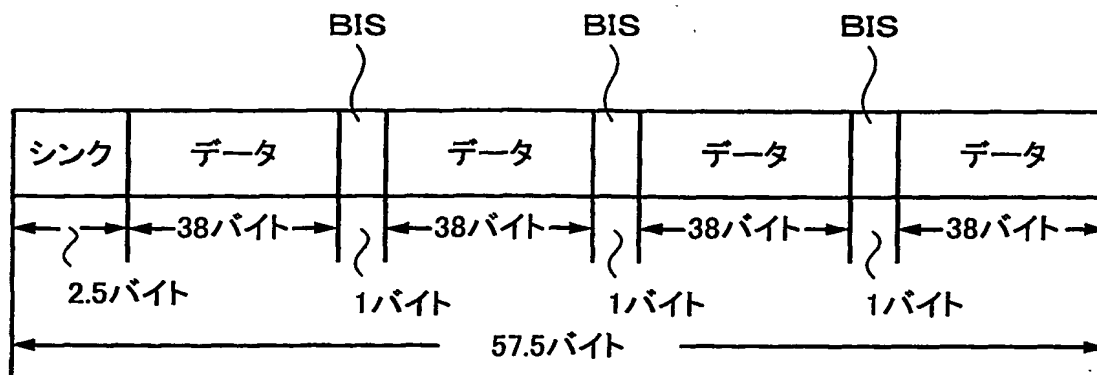 BIS BIS BIS
シンク データ データ データ データ
38バイト 38バイト 38バイト 38バイト
2.5バイト 1バイト 1バイト 1バイト
57.5バイト